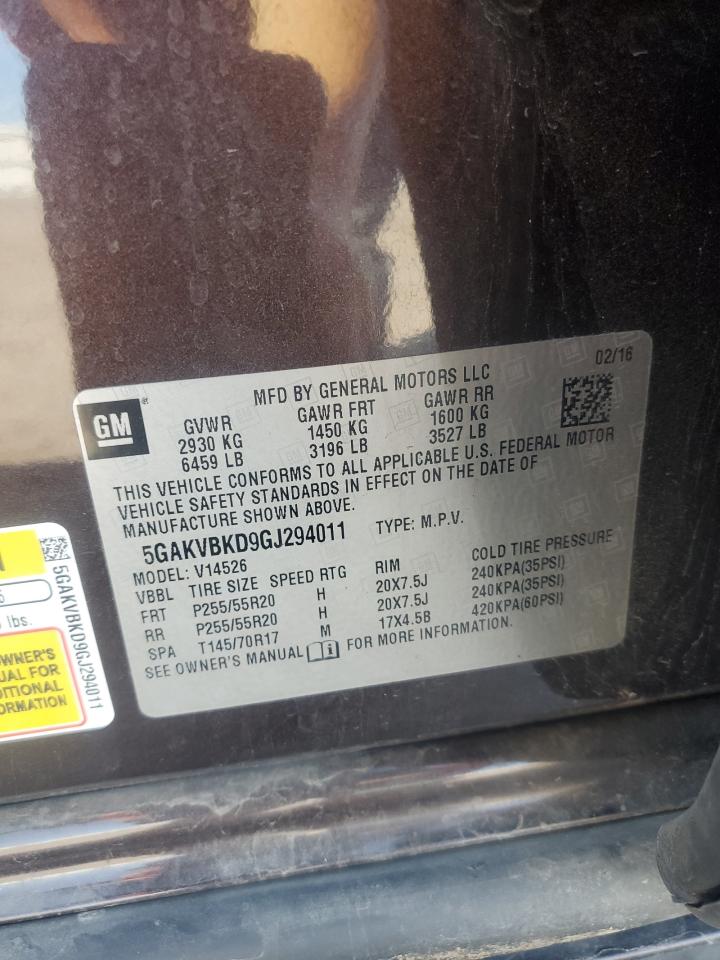 02/16
MFD BY GENERAL MOTORS LLC
GM®
GVWR GAWR FRT GAWR RR
2930 KG 1450 KG 1600 KG
6459 LB 3196 LB 3527 LB
THIS VEHICLE CONFORMS TO ALL APPLICABLE U.S. FEDERAL MOTOR
VEHICLE SAFETY STANDARDS IN EFFECT ON THE DATE OF
MANUFACTURE SHOWN ABOVE.
5GAKVBKD9GJ294011 TYPE: M.P.V.
MODEL: V14526
VBBL TIRE SIZE SPEED RTG RIM COLD TIRE PRESSURE
FRT P255/55R20 H 20X7.5J 240KPA(35PSI)
RR P255/55R20 H 20X7.5J 240KPA(35PSI)
SPA T145/70R17 M 17X4.5B 420KPA(60PSI)
SEE OWNER'S MANUAL FOR MORE INFORMATION.
5GAKVBKD9GJ294011
lbs.
WNER'S
UAL FOR
DITIONAL
ORMATION